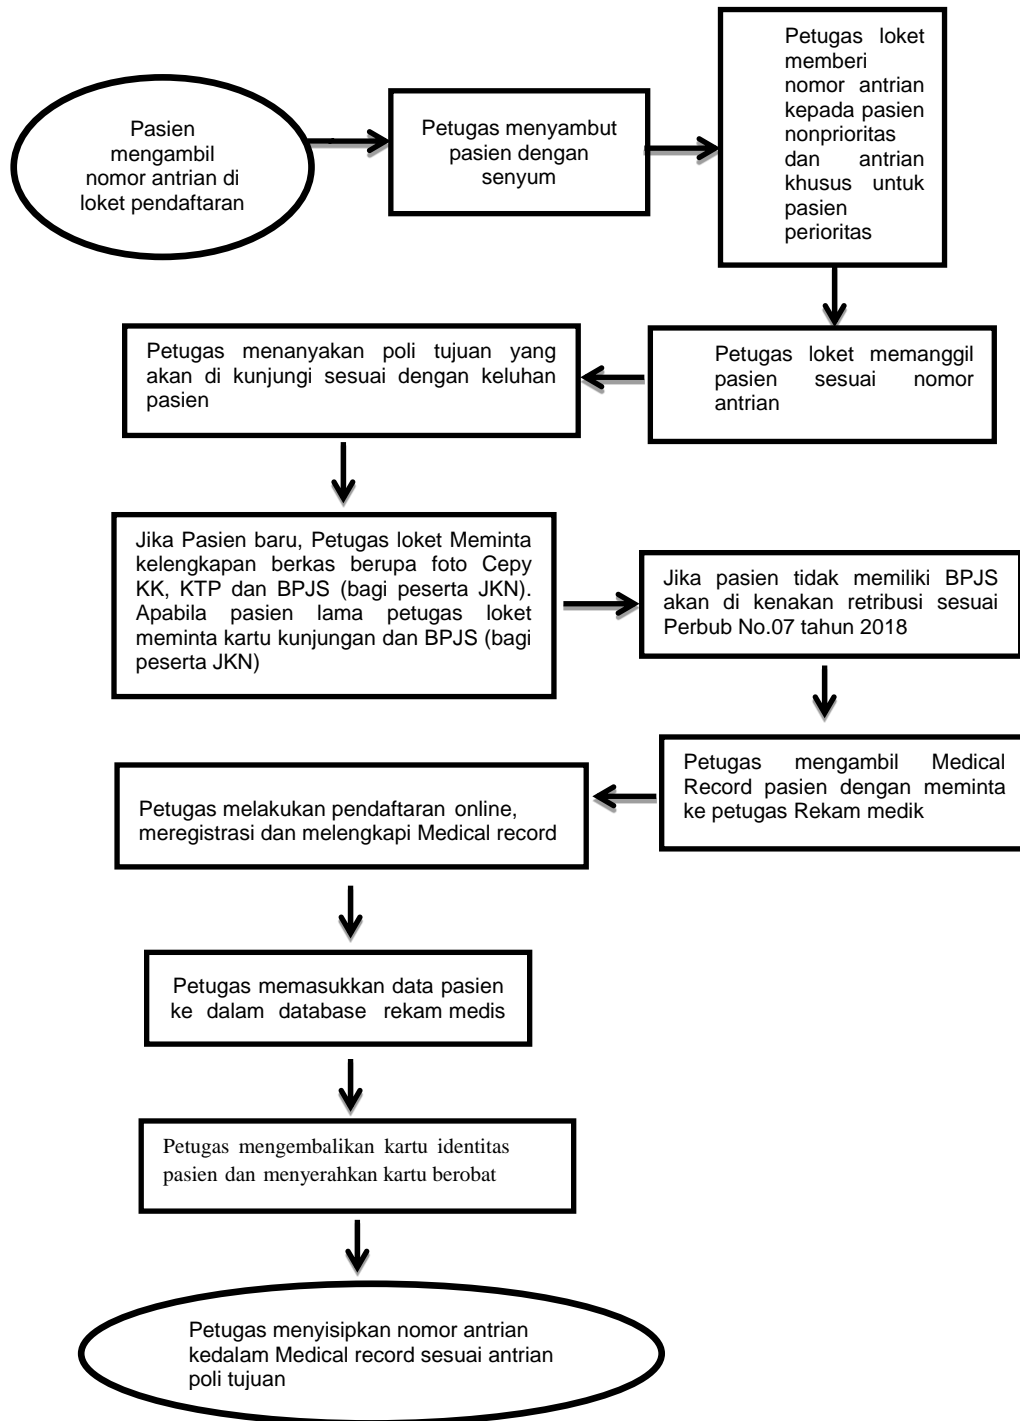 Pasien
mengambil
nomor antrian di
loket pendaftaran
Petugas menyambut
pasien dengan
senyum
Petugas loket
memberi
nomor antrian
kepada pasien
nonprioritas
dan antrian
khusus untuk
pasien
perioritas
Petugas loket memanggil
pasien sesuai nomor
antrian
Petugas menanyakan poli tujuan yang
akan di kunjungi sesuai dengan keluhan
pasien
Jika Pasien baru, Petugas loket Meminta
kelengkapan berkas berupa foto Cepy
KK, KTP dan BPJS (bagi peserta JKN).
Apabila pasien lama petugas loket
meminta kartu kunjungan dan BPJS (bagi
peserta JKN)
Jika pasien tidak memiliki BPJS
akan di kenakan retribusi sesuai
Perbub No.07 tahun 2018
Petugas mengambil Medical
Record pasien dengan meminta
ke petugas Rekam medik
Petugas melakukan pendaftaran online,
meregistrasi dan melengkapi Medical record
Petugas memasukkan data pasien
ke dalam database rekam medis
Petugas mengembalikan kartu identitas
pasien dan menyerahkan kartu berobat
Petugas menyisipkan nomor antrian
kedalam Medical record sesuai antrian
poli tujuan